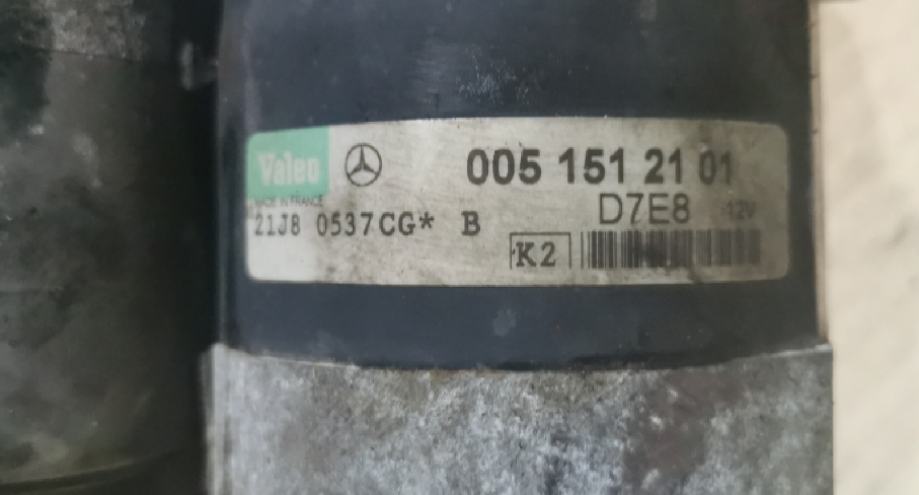 Valeo 005 151 21 01
MADE IN FRANCE D7E8 12V
21J8 0537CG* B
K2